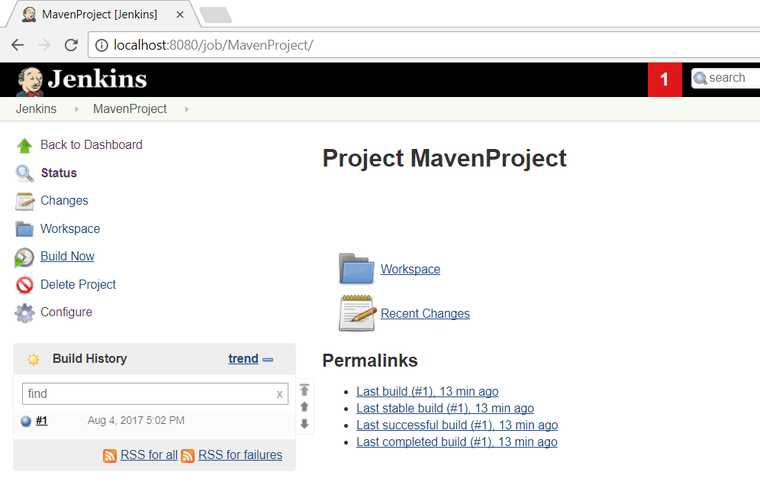 MavenProject [Jenkins]
localhost:8080/job/MavenProject/
Jenkins
1
search
Jenkins
MavenProject
Back to Dashboard
Status
Changes
Workspace
Build Now
Delete Project
Configure
Build History
trend
find
x
#1
Aug 4, 2017 5:02 PM
RSS for all
RSS for failures
Project MavenProject
Workspace
Recent Changes
Permalinks
Last build (#1), 13 min ago
Last stable build (#1), 13 min ago
Last successful build (#1), 13 min ago
Last completed build (#1), 13 min ago